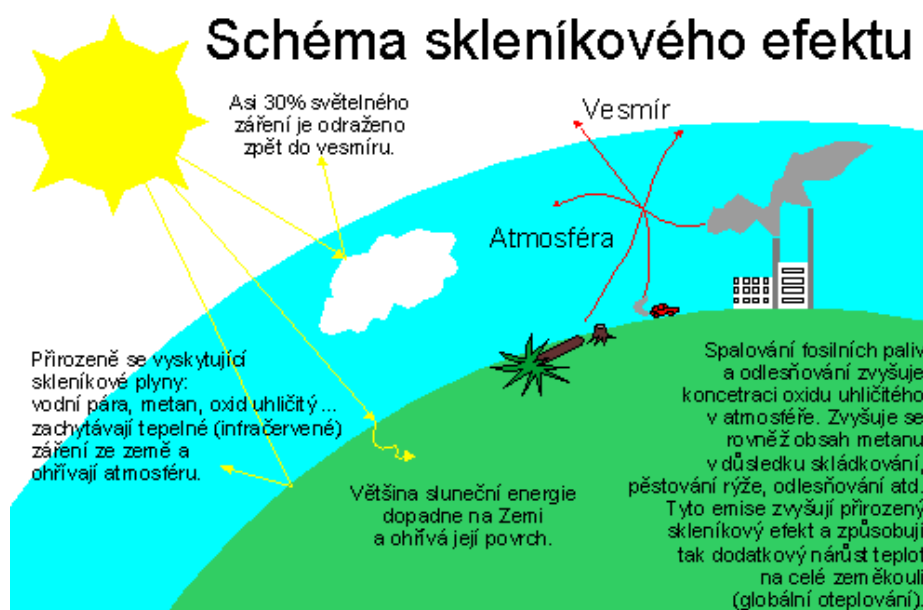 Schéma skleníkového efektu
Asi 30% světelného
záření je odraženo
zpět do vesmíru.
Vesmír
Atmosféra
Přirozeně se vyskytující
skleníkové plyny:
vodní pára, metan, oxid uhličitý ...
zachytávají tepelné (infračervené)
záření ze země a
ohřívají atmosféru.
Většina sluneční energie
dopadne na Zemi
a ohřívá její povrch.
Spalování fosilních paliv
a odlesňování zvyšuje
koncetraci oxidu uhličitého
v atmosféře. Zvyšuje se
rovněž obsah metanu
v důsledku skládkování,
pěstování rýže, odlesňování atd.
Tyto emise zvyšují přirozený
skleníkový efekt a způsobují
tak dodatkový nárůst teplot
na celé zeměkouli
(globální oteplování).